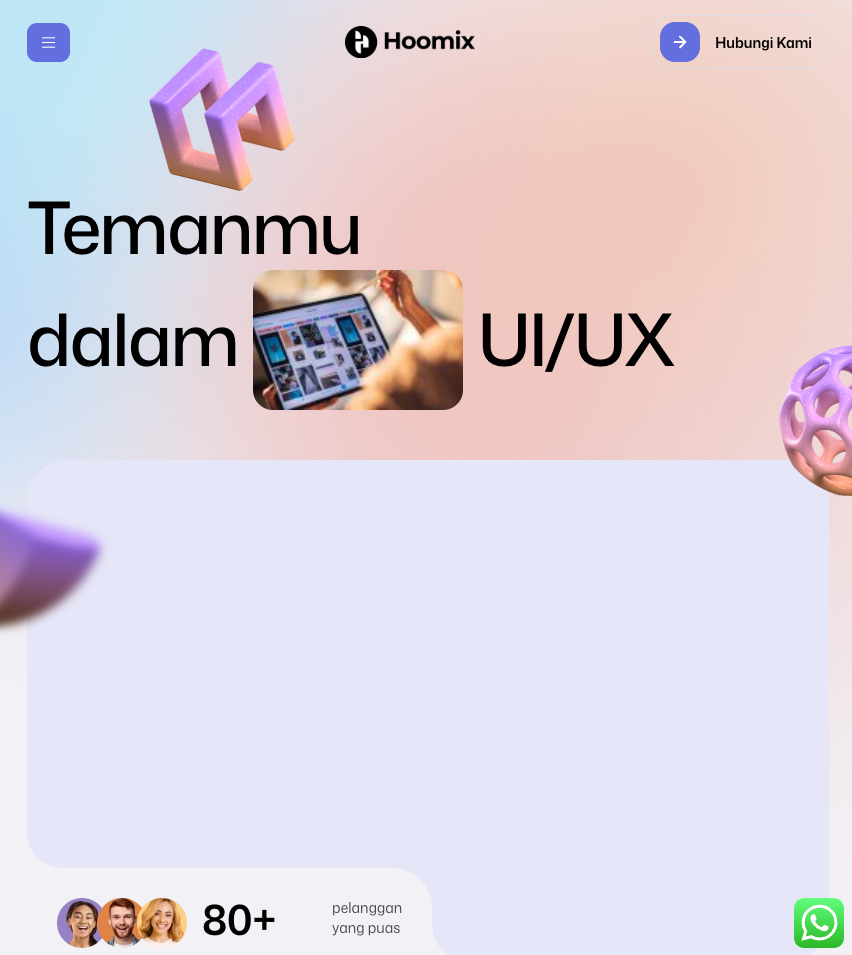 Hoomix
Hubungi Kami
Temanmu
dalam UI/UX
80+
pelanggan
yang puas